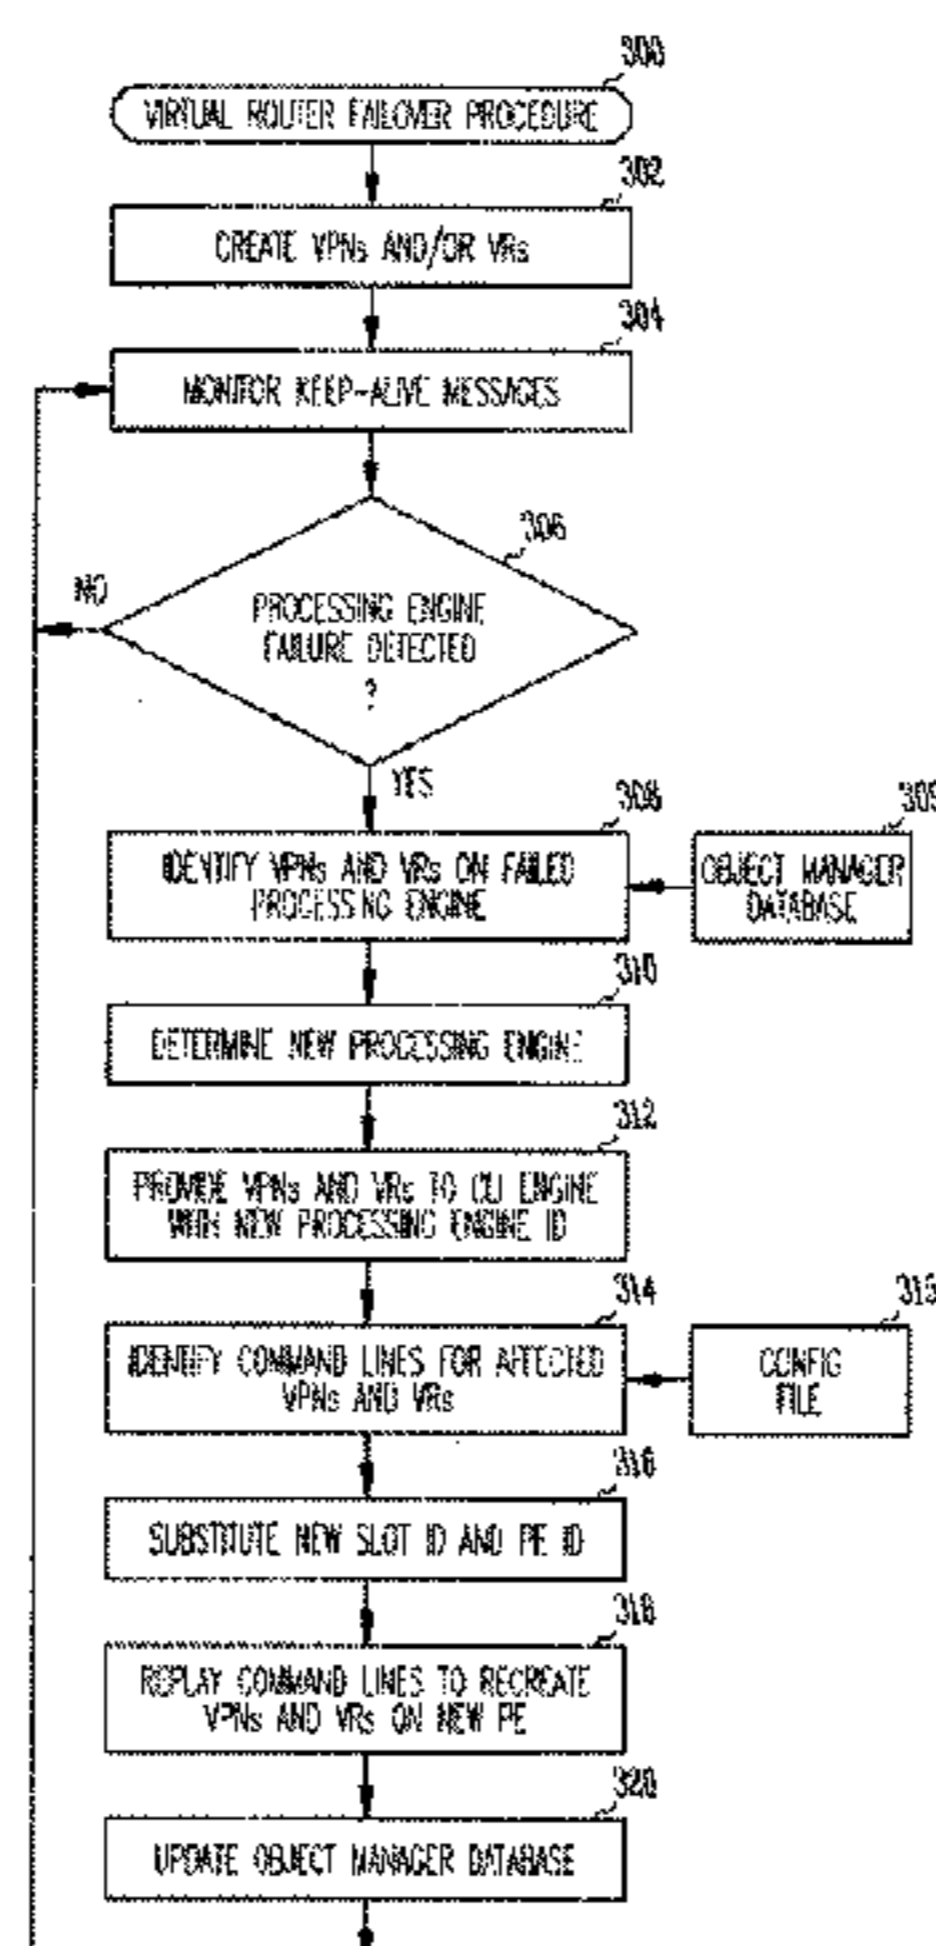 300
VIRTUAL ROUTER FAILOVER PROCEDURE
302
CREATE VPNs AND/OR VRs
304
MONITOR KEEP-ALIVE MESSAGES
306
NO
PROCESSING ENGINE
FAILURE DETECTED
?
YES
308
IDENTIFY VPNs AND VRs ON FAILED
PROCESSING ENGINE
309
OBJECT MANAGER
DATABASE
310
DETERMINE NEW PROCESSING ENGINE
312
PROVIDE VPNs AND VRs TO CLI ENGINE
WITH NEW PROCESSING ENGINE ID
314
IDENTIFY COMMAND LINES FOR AFFECTED
VPNs AND VRs
CONFIG
FILE
316
SUBSTITUTE NEW SLOT ID AND PE ID
318
REPLAY COMMAND LINES TO RECREATE
VPNs AND VRs ON NEW PE
320
UPDATE OBJECT MANAGER DATABASE